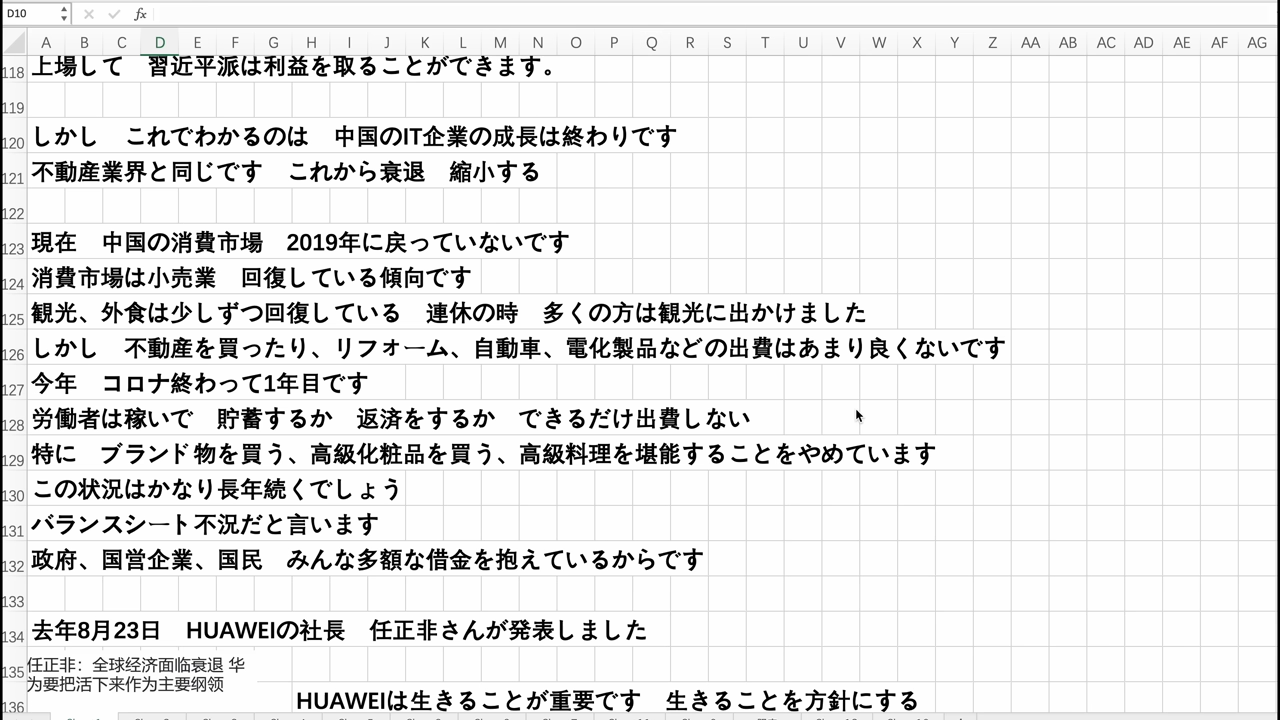 D10 fx
A B C D E F G H I J K L M N O P Q R S T U V W X Y Z AA AB AC AD AE AF AG
118 上場して　習近平派は利益を取ることができます。
119
120 しかし　これでわかるのは　中国のIT企業の成長は終わりです
121 不動産業界と同じです　これから衰退　縮小する
122
123 現在　中国の消費市場　2019年に戻っていないです
124 消費市場は小売業　回復している傾向です
125 観光、外食は少しずつ回復している　連休の時　多くの方は観光に出かけました
126 しかし　不動産を買ったり、リフォーム、自動車、電化製品などの出費はあまり良くないです
127 今年　コロナ終わって1年目です
128 労働者は稼いで　貯蓄するか　返済をするか　できるだけ出費しない
129 特に　ブランド物を買う、高級化粧品を買う、高級料理を堪能することをやめています
130 この状況はかなり長年続くでしょう
131 バランスシート不況だと言います
132 政府、国営企業、国民　みんな多額な借金を抱えているからです
133
134 去年8月23日　HUAWEIの社長　任正非さんが発表しました
135 任正非：全球经济面临衰退 华
为要把活下来作为主要纲领
136 HUAWEIは生きることが重要です　生きることを方針にする